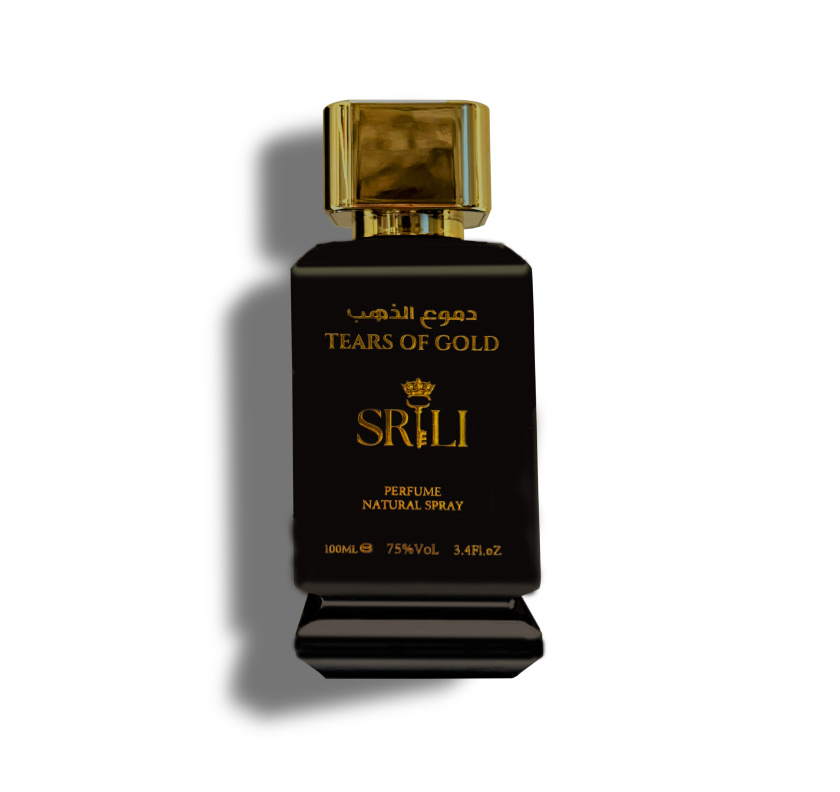 دموع الذهب
TEARS OF GOLD
SRILI
PERFUME
NATURAL SPRAY
100ML 75%VoL 3.4Fl.oZ